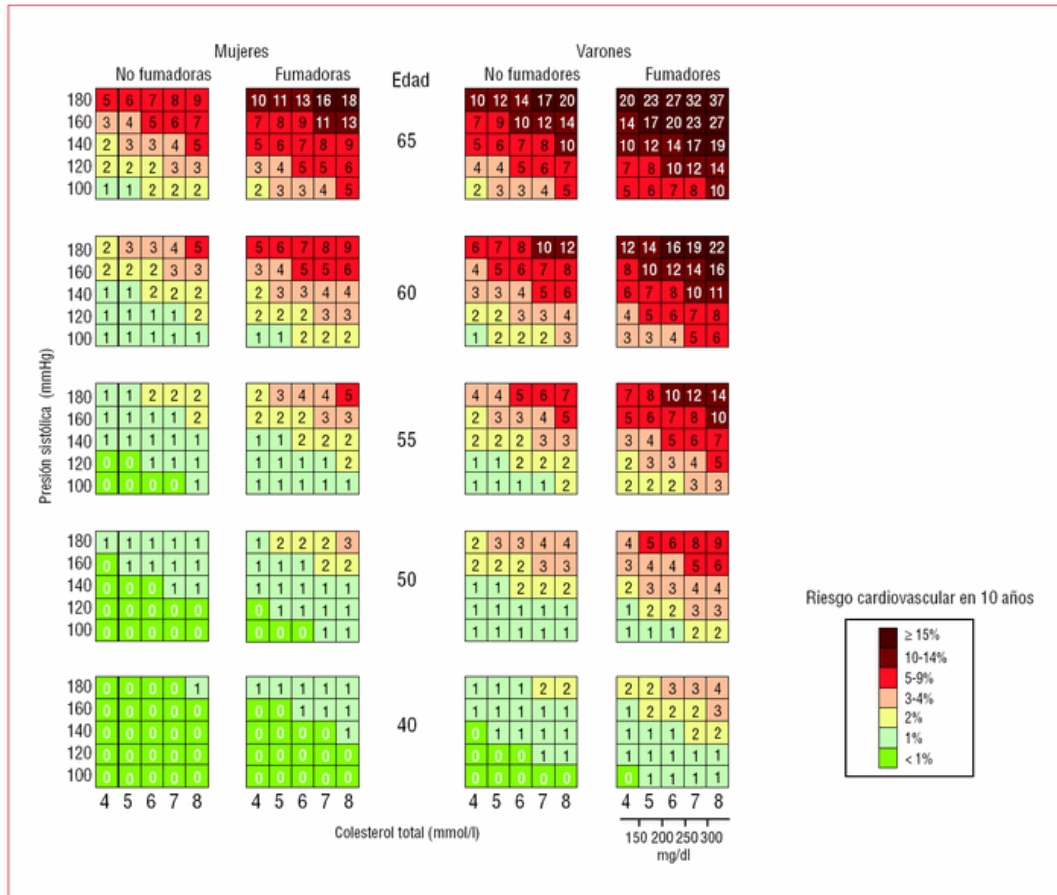 Mujeres Varones
No fumadoras Fumadoras Edad No fumadores Fumadores
180 5 6 7 8 9 10 11 13 16 18 10 12 14 17 20 20 23 27 32 37
160 3 4 5 6 7 7 8 9 11 13 7 9 10 12 14 14 17 20 23 27
140 2 3 3 4 5 5 6 7 8 9 65 5 6 7 8 10 10 12 14 17 19
120 2 2 2 3 3 3 4 5 5 6 4 4 5 6 7 7 8 10 12 14
100 1 1 2 2 2 2 3 3 4 5 2 3 3 4 5 5 6 7 8 10
180 2 3 3 4 5 5 6 7 8 9 6 7 8 10 12 12 14 16 19 22
160 2 2 2 3 3 3 4 5 5 6 4 5 6 7 8 8 10 12 14 16
140 1 1 2 2 2 2 3 3 4 4 60 3 3 4 5 6 6 7 8 10 11
120 1 1 1 1 2 2 2 2 3 3 2 2 3 3 4 4 5 6 7 8
100 1 1 1 1 1 1 1 2 2 2 1 2 2 2 3 3 3 4 5 6
Presión sistólica (mmHg)
180 1 1 2 2 2 2 3 4 4 5 4 4 5 6 7 7 8 10 12 14
160 1 1 1 1 2 2 2 2 3 3 2 3 3 4 5 5 6 7 8 10
140 1 1 1 1 1 1 1 2 2 2 55 2 2 2 3 3 3 4 5 6 7
120 0 0 1 1 1 1 1 1 1 2 1 1 2 2 2 2 3 3 4 5
100 0 0 0 0 1 1 1 1 1 1 1 1 1 1 2 2 2 2 3 3
180 1 1 1 1 1 1 2 2 2 3 2 3 3 4 4 4 5 6 8 9
160 0 1 1 1 1 1 1 1 2 2 2 2 2 3 3 3 4 4 5 6
140 0 0 0 1 1 1 1 1 1 1 50 1 1 2 2 2 2 3 3 4 4
120 0 0 0 0 0 0 1 1 1 1 1 1 1 1 1 1 2 2 3 3
100 0 0 0 0 0 0 0 0 1 1 1 1 1 1 1 1 1 1 2 2
180 0 0 0 0 1 1 1 1 1 1 1 1 1 2 2 2 2 3 3 4
160 0 0 0 0 0 0 0 1 1 1 1 1 1 1 1 1 2 2 2 3
140 0 0 0 0 0 0 0 0 0 1 40 0 1 1 1 1 1 1 1 2 2
120 0 0 0 0 0 0 0 0 0 0 0 0 0 1 1 1 1 1 1 1
100 0 0 0 0 0 0 0 0 0 0 0 0 0 0 0 0 1 1 1 1
4 5 6 7 8 4 5 6 7 8 4 5 6 7 8 4 5 6 7 8
Colesterol total (mmol/l)
150 200 250 300
mg/dl
Riesgo cardiovascular en 10 años
≥ 15%
10-14%
5-9%
3-4%
2%
1%
< 1%